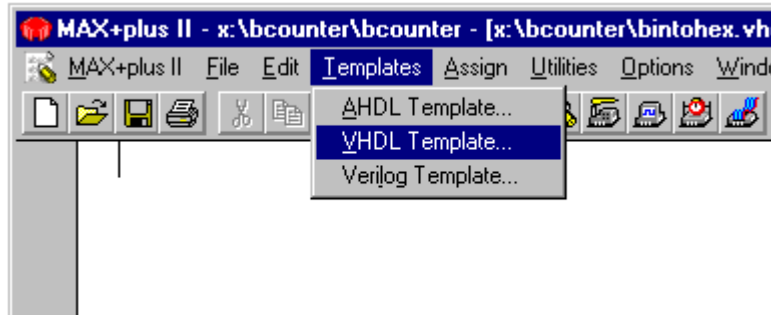 MAX+plus II - x:\bcounter\bcounter - [x:\bcounter\bintohex.vh
MAX+plus II File Edit Templates Assign Utilities Options Wind
AHDL Template...
VHDL Template...
Verilog Template...